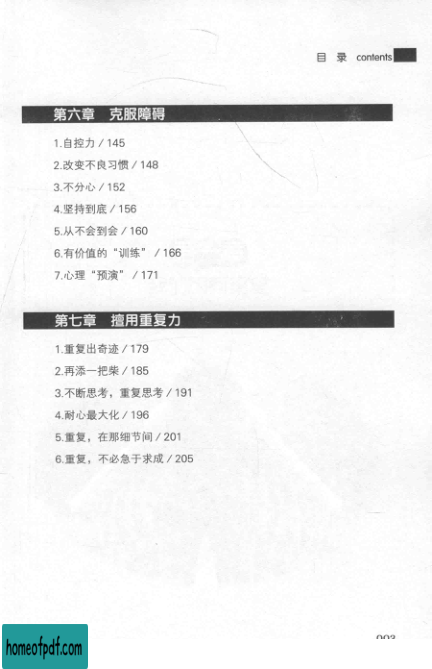 目 录 contents
第六章 克服障碍
1.自控力 / 145
2.改变不良习惯 / 148
3.不分心 / 152
4.坚持到底 / 156
5.从不会到会 / 160
6.有价值的“训练” / 166
7.心理“预演” / 171
第七章 擅用重复力
1.重复出奇迹 / 179
2.再添一把柴 / 185
3.不断思考，重复思考 / 191
4.耐心最大化 / 196
5.重复，在那细节间 / 201
6.重复，不必急于求成 / 205
homeofpdf.com